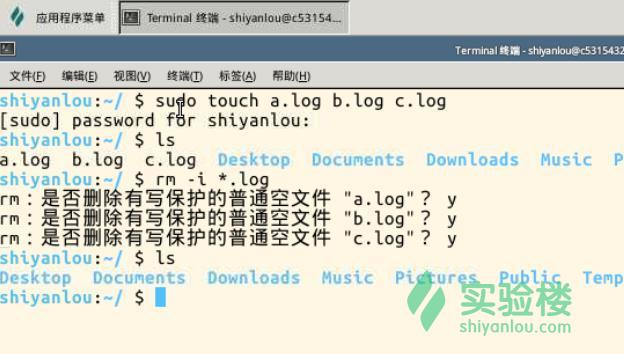 应用程序菜单 Terminal 终端 - shiyanlou@c53154...
Terminal 终端 - shiyanlou@c5315432
文件(F) 编辑(E) 视图(V) 终端(T) 标签(A) 帮助(H)
shiyanlou:~/ $ sudo touch a.log b.log c.log
[sudo] password for shiyanlou:
shiyanlou:~/ $ ls
a.log b.log c.log Desktop Documents Downloads Music P
shiyanlou:~/ $ rm -i *.log
rm：是否删除有写保护的普通空文件 "a.log"？ y
rm：是否删除有写保护的普通空文件 "b.log"？ y
rm：是否删除有写保护的普通空文件 "c.log"？ y
shiyanlou:~/ $ ls
Desktop Documents Downloads Music Pictures Public Temp
shiyanlou:~/ $
实验楼
shiyanlou.com